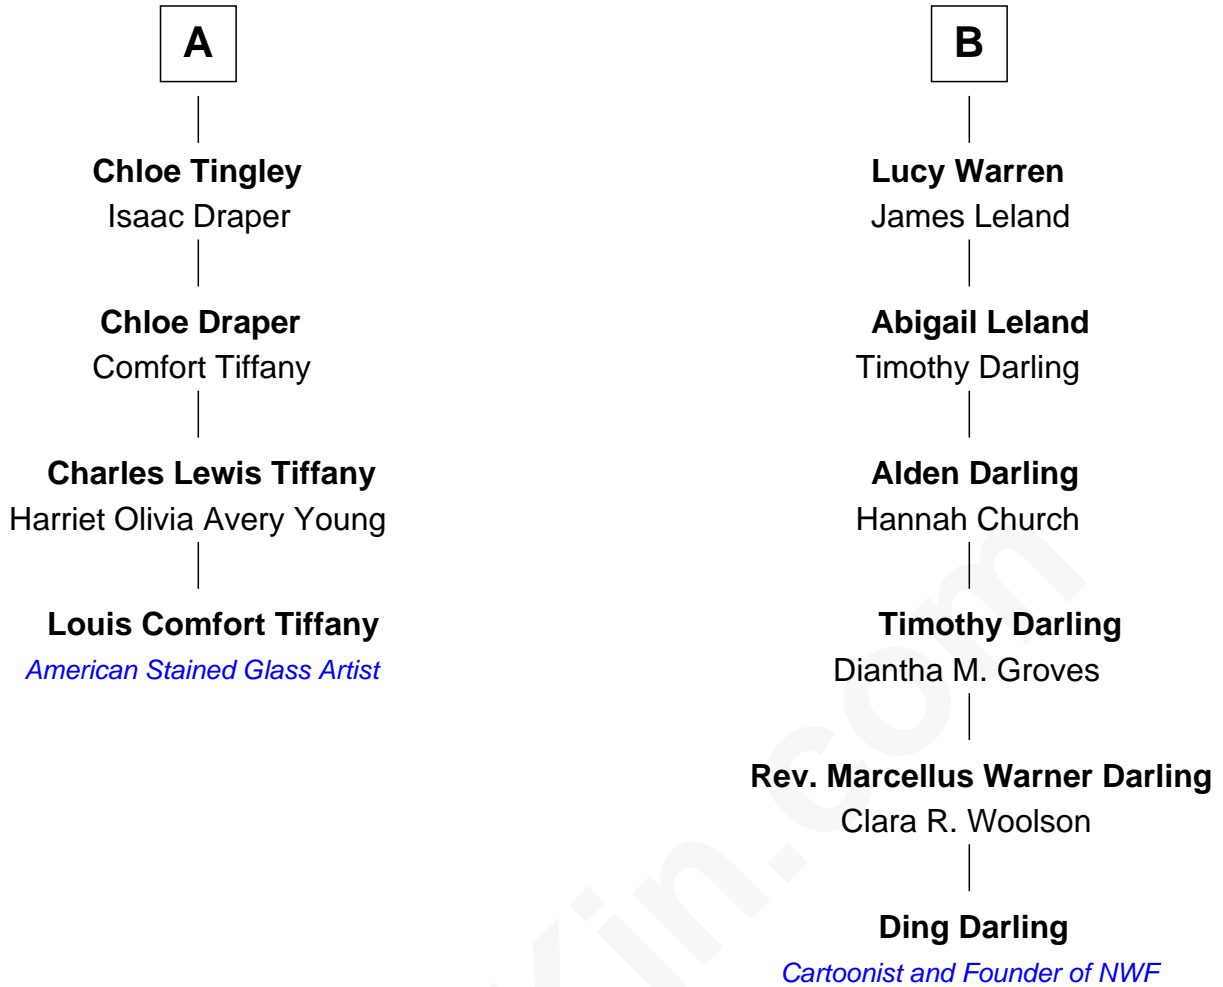 A
Chloe Tingley
Isaac Draper
Chloe Draper
Comfort Tiffany
Charles Lewis Tiffany
Harriet Olivia Avery Young
Louis Comfort Tiffany
American Stained Glass Artist
B
Lucy Warren
James Leland
Abigail Leland
Timothy Darling
Alden Darling
Hannah Church
Timothy Darling
Diantha M. Groves
Rev. Marcellus Warner Darling
Clara R. Woolson
Ding Darling
Cartoonist and Founder of NWF
Kin.com